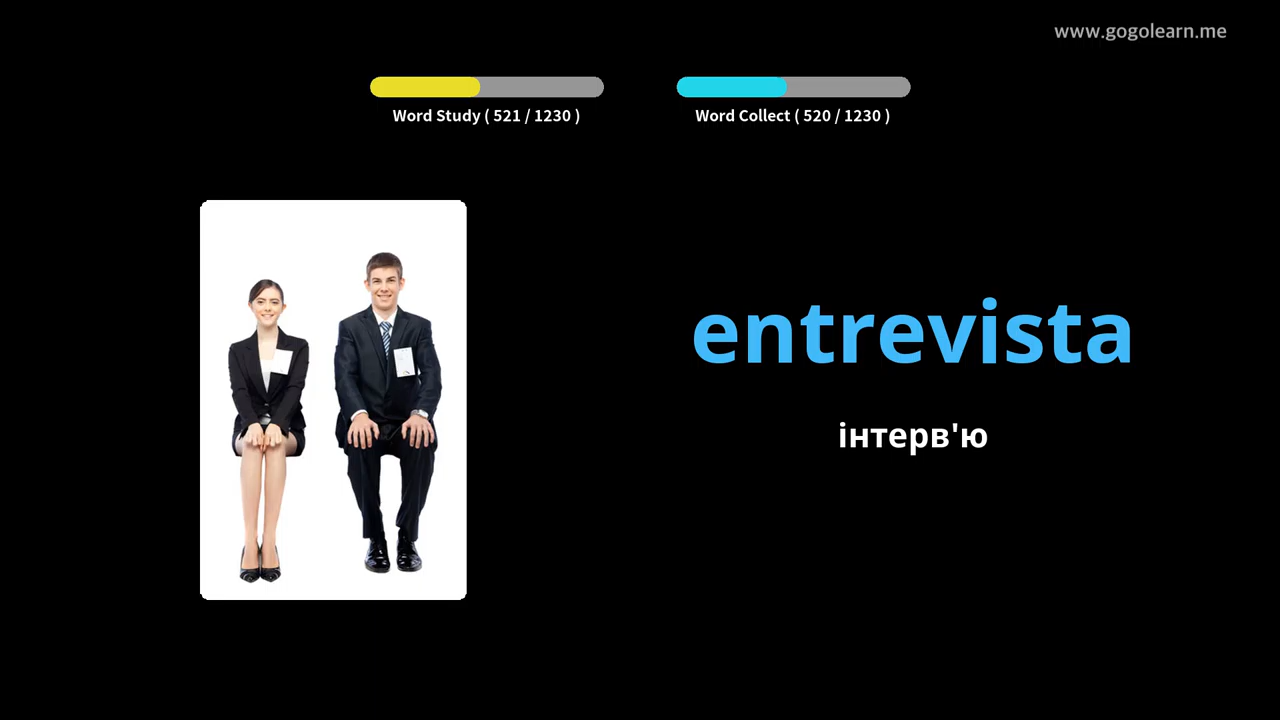 www.gogolearn.me
Word Study ( 521 / 1230 )
Word Collect ( 520 / 1230 )
entrevista
інтерв'ю